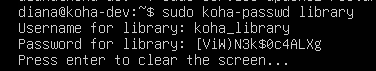 diana@koha-dev:~$ sudo koha-passwd library
Username for library: koha_library
Password for library: [ViW)N3k$0c4ALXg
Press enter to clear the screen...